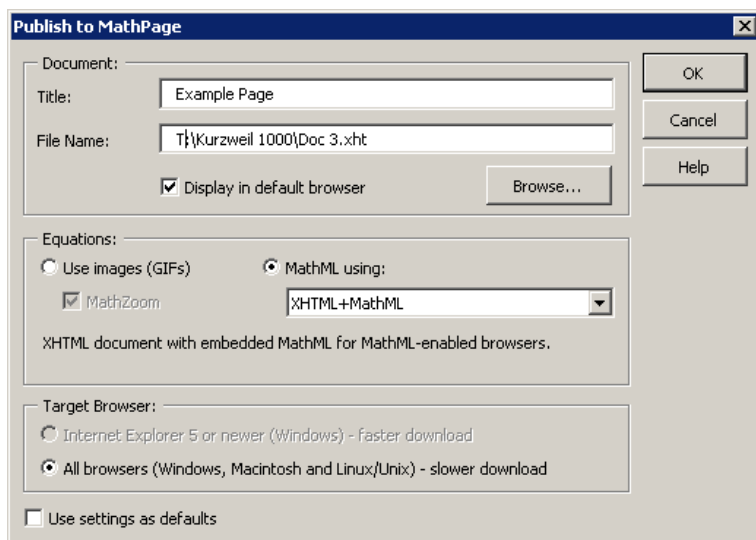 Publish to MathPage
Document:
Title: Example Page
File Name: T:\Kurzweil 1000\Doc 3.xht
Display in default browser
Browse...
OK
Cancel
Help
Equations:
Use images (GIFs) MathML using:
MathZoom XHTML+MathML
XHTML document with embedded MathML for MathML-enabled browsers.
Target Browser:
Internet Explorer 5 or newer (Windows) - faster download
All browsers (Windows, Macintosh and Linux/Unix) - slower download
Use settings as defaults